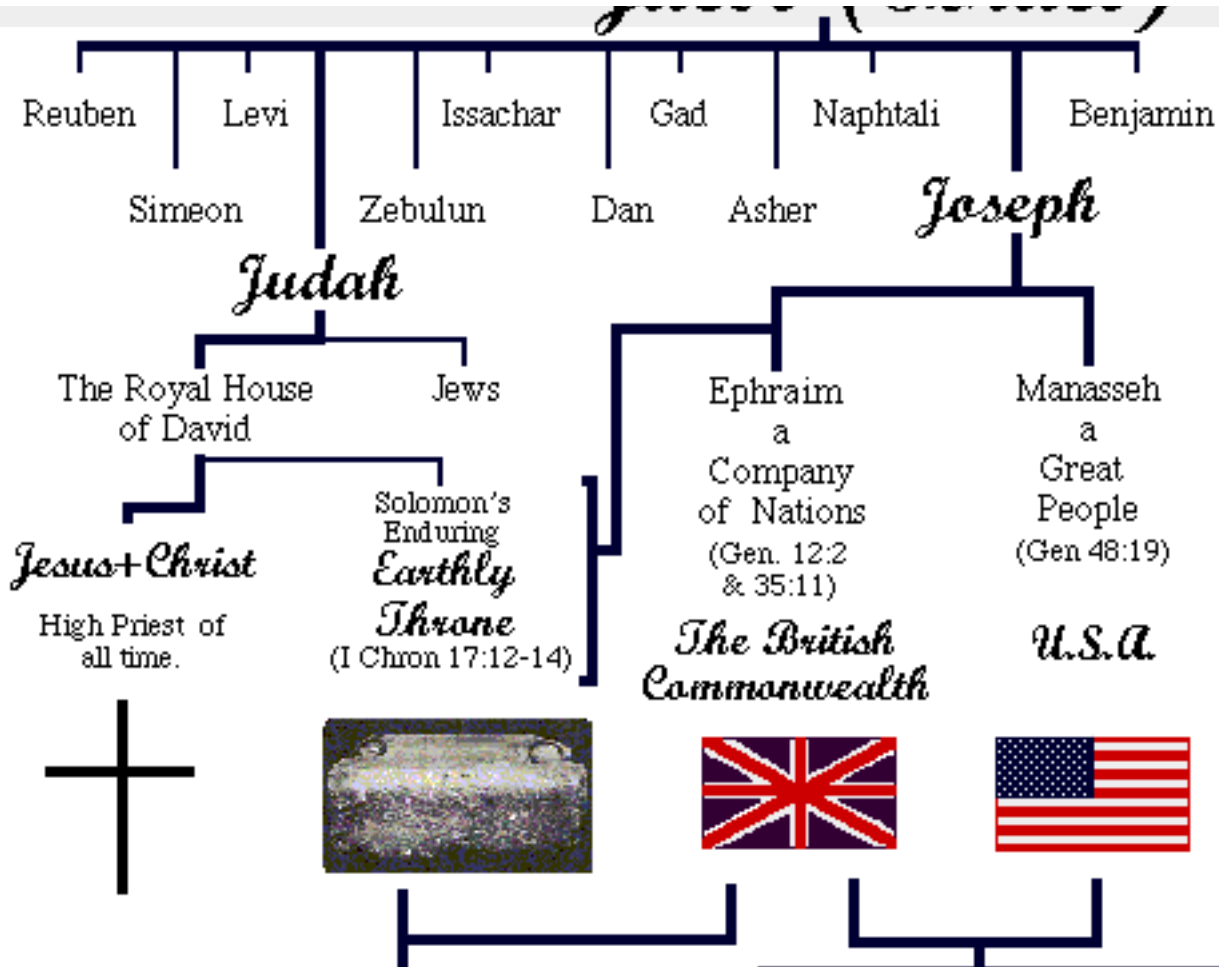 Reuben
Levi
Issachar
Gad
Naphtali
Benjamin
Simeon
Zebulun
Dan
Asher
Joseph
Judah
The Royal House
of David
Jews
Ephraim
a
Company
of Nations
(Gen. 12:2
& 35:11)
The British
Commonwealth
Manasseh
a
Great
People
(Gen 48:19)
U.S.A.
Jesus+Christ
High Priest of
all time.
Solomon's
Enduring
Earthly
Throne
(I Chron 17:12-14)